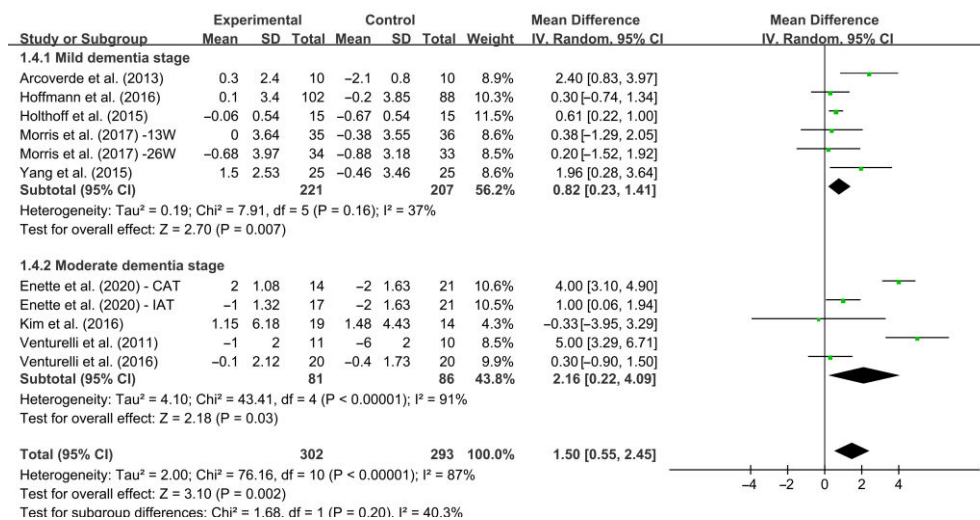 Experimental Control Mean Difference Mean Difference
Study or Subgroup Mean SD Total Mean SD Total Weight IV, Random, 95% CI IV, Random, 95% CI
1.4.1 Mild dementia stage
Arcoverde et al. (2013) 0.3 2.4 10 −2.1 0.8 10 8.9% 2.40 [0.83, 3.97]
Hoffmann et al. (2016) 0.1 3.4 102 −0.2 3.85 88 10.3% 0.30 [−0.74, 1.34]
Holthoff et al. (2015) −0.06 0.54 15 −0.67 0.54 15 11.5% 0.61 [0.22, 1.00]
Morris et al. (2017) -13W 0 3.64 35 −0.38 3.55 36 8.6% 0.38 [−1.29, 2.05]
Morris et al. (2017) -26W −0.68 3.97 34 −0.88 3.18 33 8.5% 0.20 [−1.52, 1.92]
Yang et al. (2015) 1.5 2.53 25 −0.46 3.46 25 8.6% 1.96 [0.28, 3.64]
Subtotal (95% CI) 221 207 56.2% 0.82 [0.23, 1.41]
Heterogeneity: Tau² = 0.19; Chi² = 7.91, df = 5 (P = 0.16); I² = 37%
Test for overall effect: Z = 2.70 (P = 0.007)
1.4.2 Moderate dementia stage
Enette et al. (2020) - CAT 2 1.08 14 −2 1.63 21 10.6% 4.00 [3.10, 4.90]
Enette et al. (2020) - IAT −1 1.32 17 −2 1.63 21 10.5% 1.00 [0.06, 1.94]
Kim et al. (2016) 1.15 6.18 19 1.48 4.43 14 4.3% −0.33 [−3.95, 3.29]
Venturelli et al. (2011) −1 2 11 −6 2 10 8.5% 5.00 [3.29, 6.71]
Venturelli et al. (2016) −0.1 2.12 20 −0.4 1.73 20 9.9% 0.30 [−0.90, 1.50]
Subtotal (95% CI) 81 86 43.8% 2.16 [0.22, 4.09]
Heterogeneity: Tau² = 4.10; Chi² = 43.41, df = 4 (P < 0.00001); I² = 91%
Test for overall effect: Z = 2.18 (P = 0.03)
Total (95% CI) 302 293 100.0% 1.50 [0.55, 2.45]
Heterogeneity: Tau² = 2.00; Chi² = 76.16, df = 10 (P < 0.00001); I² = 87%
Test for overall effect: Z = 3.10 (P = 0.002)
Test for subgroup differences: Chi² = 1.68, df = 1 (P = 0.20), I² = 40.3%
−4 −2 0 2 4